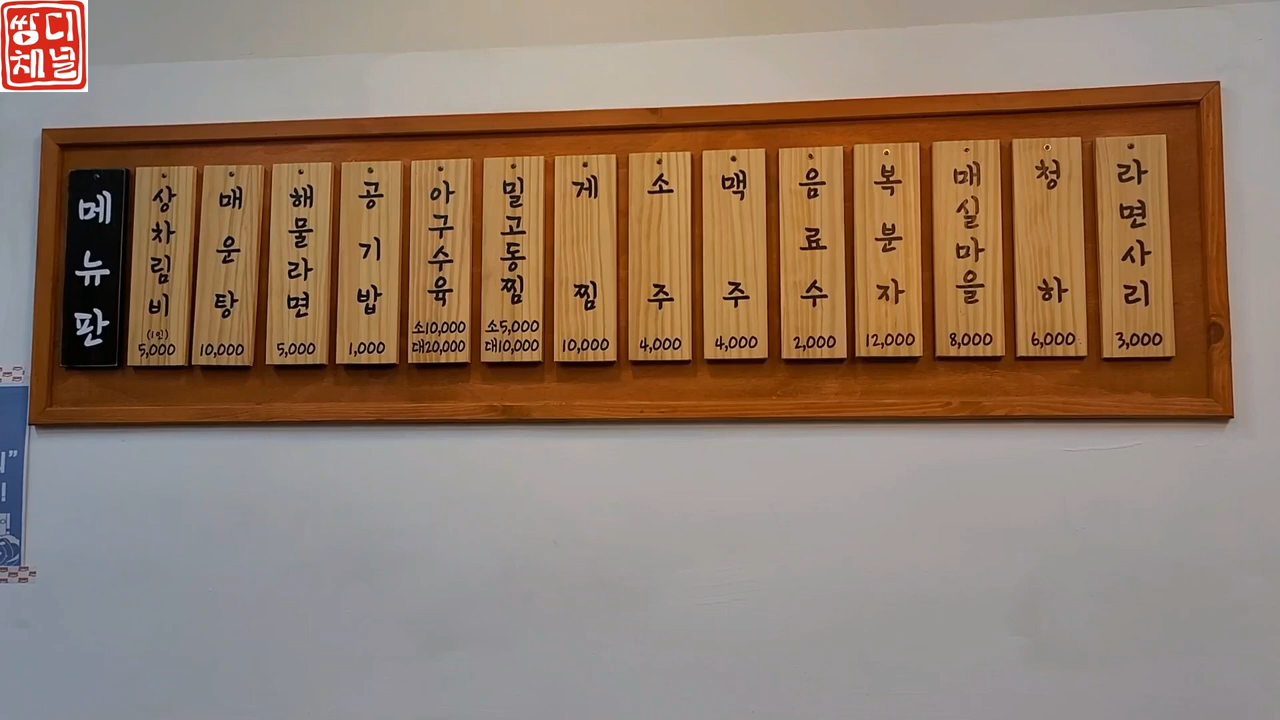 씸디
채널
메뉴판
상차림비
(1인)
5,000
매운탕
10,000
해물라면
5,000
공기밥
1,000
아구수육
소10,000
대20,000
밀고동찜
소5,000
대10,000
게찜
10,000
소주
4,000
맥주
4,000
음료수
2,000
복분자
12,000
매실마을
8,000
청하
6,000
라면사리
3,000